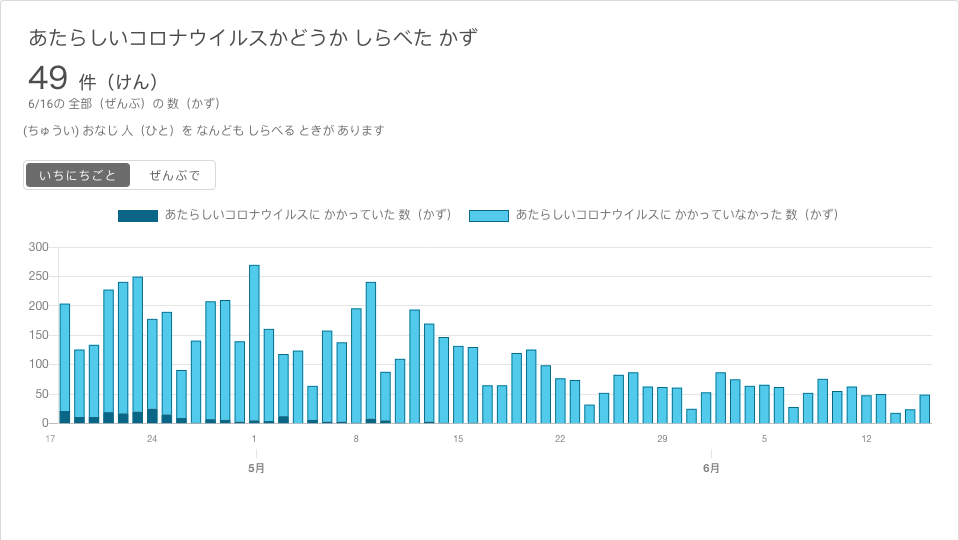 あたらしいコロナウイルスかどうか しらべた かず
49 件（けん）
6/16の 全部（ぜんぶ）の 数（かず）
(ちゅうい) おなじ 人（ひと）を なんども しらべる ときが あります
いちにちごと ぜんぶで
あたらしいコロナウイルスに かかっていた 数（かず） あたらしいコロナウイルスに かかっていなかった 数（かず）
300
250
200
150
100
50
0
17 24 1 8 15 22 29 5 12
5月 6月